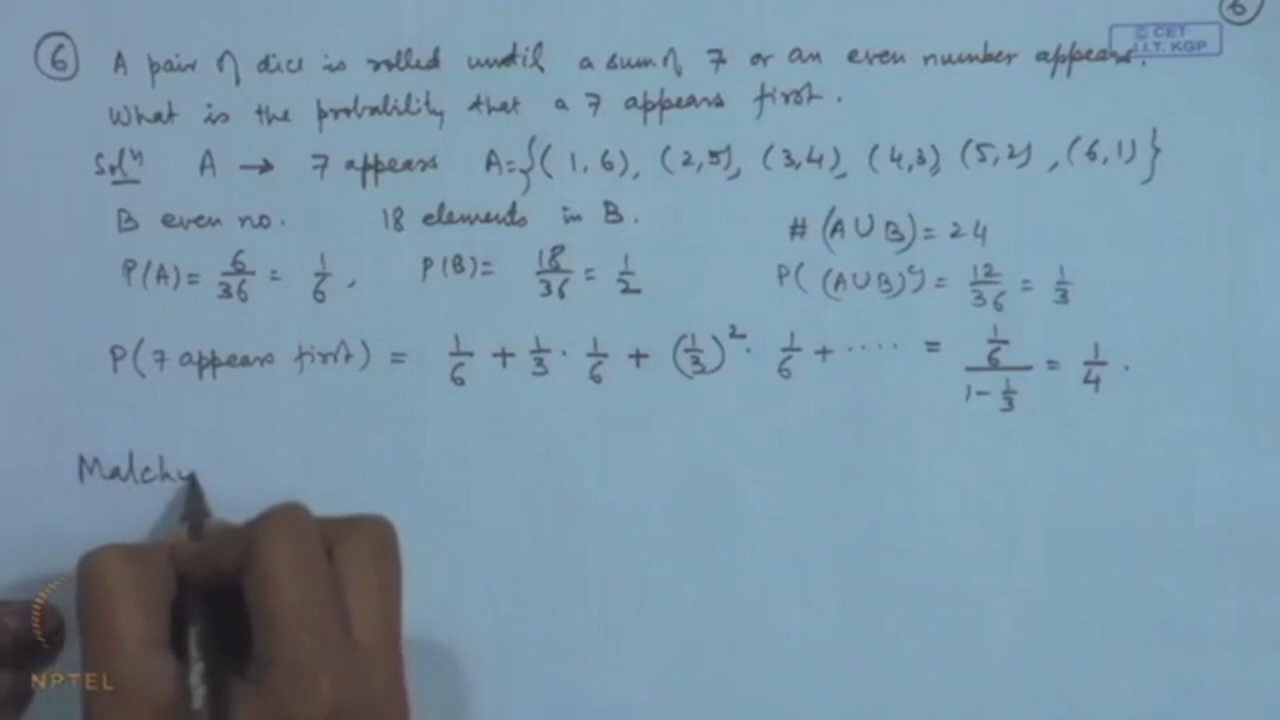 6
© CET
I.I.T. KGP
⑥ A pair of dice is rolled until a sum of 7 or an even number appears.
What is the probability that a 7 appears first.
Solⁿ A → 7 appears A = {(1,6), (2,5), (3,4), (4,3) (5,2), (6,1)}
B even no. 18 elements in B. # (A∪B) = 24
P(A) = 6/36 = 1/6, P(B) = 18/36 = 1/2 P((A∪B)ᶜ) = 12/36 = 1/3
P(7 appears first) = 1/6 + 1/3 · 1/6 + (1/3)² · 1/6 + ···· = (1/6)/(1 - 1/3) = 1/4.
Malchy
NPTEL